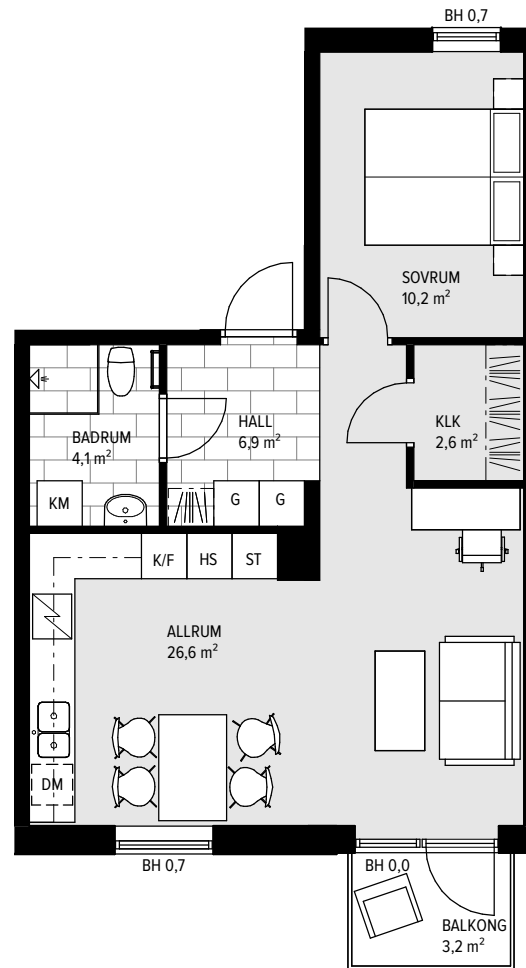 BH 0,7
SOVRUM
10,2 m²
HALL
6,9 m²
KLK
2,6 m²
BADRUM
4,1 m²
KM
G G
K/F HS ST
ALLRUM
26,6 m²
DM
BH 0,7
BH 0,0
BALKONG
3,2 m²